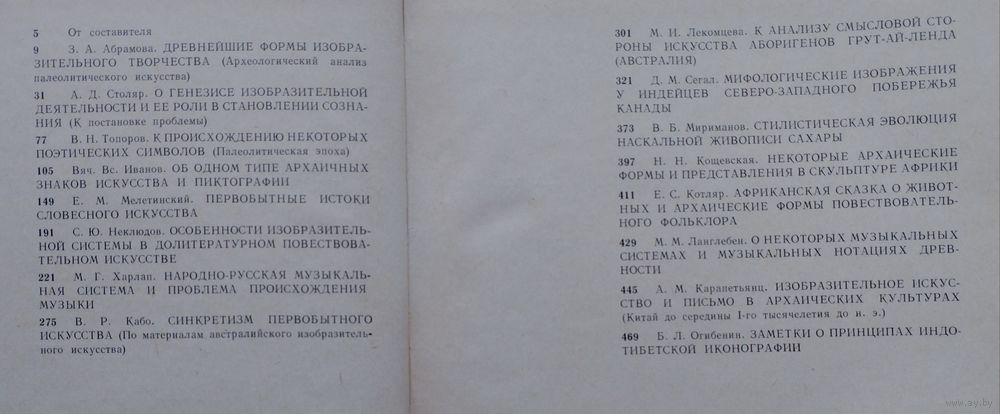 5 От составителя
9 З. А. Абрамова. ДРЕВНЕЙШИЕ ФОРМЫ ИЗОБРА-
ЗИТЕЛЬНОГО ТВОРЧЕСТВА (Археологический анализ
палеолитического искусства)
31 А. Д. Столяр. О ГЕНЕЗИСЕ ИЗОБРАЗИТЕЛЬНОЙ
ДЕЯТЕЛЬНОСТИ И ЕЕ РОЛИ В СТАНОВЛЕНИИ СОЗНА-
НИЯ (К постановке проблемы)
77 В. Н. Топоров. К ПРОИСХОЖДЕНИЮ НЕКОТОРЫХ
ПОЭТИЧЕСКИХ СИМВОЛОВ (Палеолитическая эпоха)
105 Вяч. Вс. Иванов. ОБ ОДНОМ ТИПЕ АРХАИЧНЫХ
ЗНАКОВ ИСКУССТВА И ПИКТОГРАФИИ
149 Е. М. Мелетинский. ПЕРВОБЫТНЫЕ ИСТОКИ
СЛОВЕСНОГО ИСКУССТВА
191 С. Ю. Неклюдов. ОСОБЕННОСТИ ИЗОБРАЗИТЕЛЬ-
НОЙ СИСТЕМЫ В ДОЛИТЕРАТУРНОМ ПОВЕСТВОВА-
ТЕЛЬНОМ ИСКУССТВЕ
221 М. Г. Харлап. НАРОДНО-РУССКАЯ МУЗЫКАЛЬ-
НАЯ СИСТЕМА И ПРОБЛЕМА ПРОИСХОЖДЕНИЯ
МУЗЫКИ
275 В. Р. Кабо. СИНКРЕТИЗМ ПЕРВОБЫТНОГО
ИСКУССТВА (По материалам австралийского изобразитель-
ного искусства)
301 М. И. Лекомцева. К АНАЛИЗУ СМЫСЛОВОЙ СТО-
РОНЫ ИСКУССТВА АБОРИГЕНОВ ГРУТ-АЙ-ЛЕНДА
(АВСТРАЛИЯ)
321 Д. М. Сегал. МИФОЛОГИЧЕСКИЕ ИЗОБРАЖЕНИЯ
У ИНДЕЙЦЕВ СЕВЕРО-ЗАПАДНОГО ПОБЕРЕЖЬЯ
КАНАДЫ
373 В. Б. Мириманов. СТИЛИСТИЧЕСКАЯ ЭВОЛЮЦИЯ
НАСКАЛЬНОЙ ЖИВОПИСИ САХАРЫ
397 Н. Н. Кощевская. НЕКОТОРЫЕ АРХАИЧЕСКИЕ
ФОРМЫ И ПРЕДСТАВЛЕНИЯ В СКУЛЬПТУРЕ АФРИКИ
411 Е. С. Котляр. АФРИКАНСКАЯ СКАЗКА О ЖИВОТ-
НЫХ И АРХАИЧЕСКИЕ ФОРМЫ ПОВЕСТВОВАТЕЛЬ-
НОГО ФОЛЬКЛОРА
429 М. М. Ланглебен. О НЕКОТОРЫХ МУЗЫКАЛЬНЫХ
СИСТЕМАХ И МУЗЫКАЛЬНЫХ НОТАЦИЯХ ДРЕВ-
НОСТИ
445 А. М. Карапетьянц. ИЗОБРАЗИТЕЛЬНОЕ ИСКУС-
СТВО И ПИСЬМО В АРХАИЧЕСКИХ КУЛЬТУРАХ
(Китай до середины I-го тысячелетия до н. э.)
469 Б. Л. Огибенин. ЗАМЕТКИ О ПРИНЦИПАХ ИНДО-
ТИБЕТСКОЙ ИКОНОГРАФИИ
www.ay.by